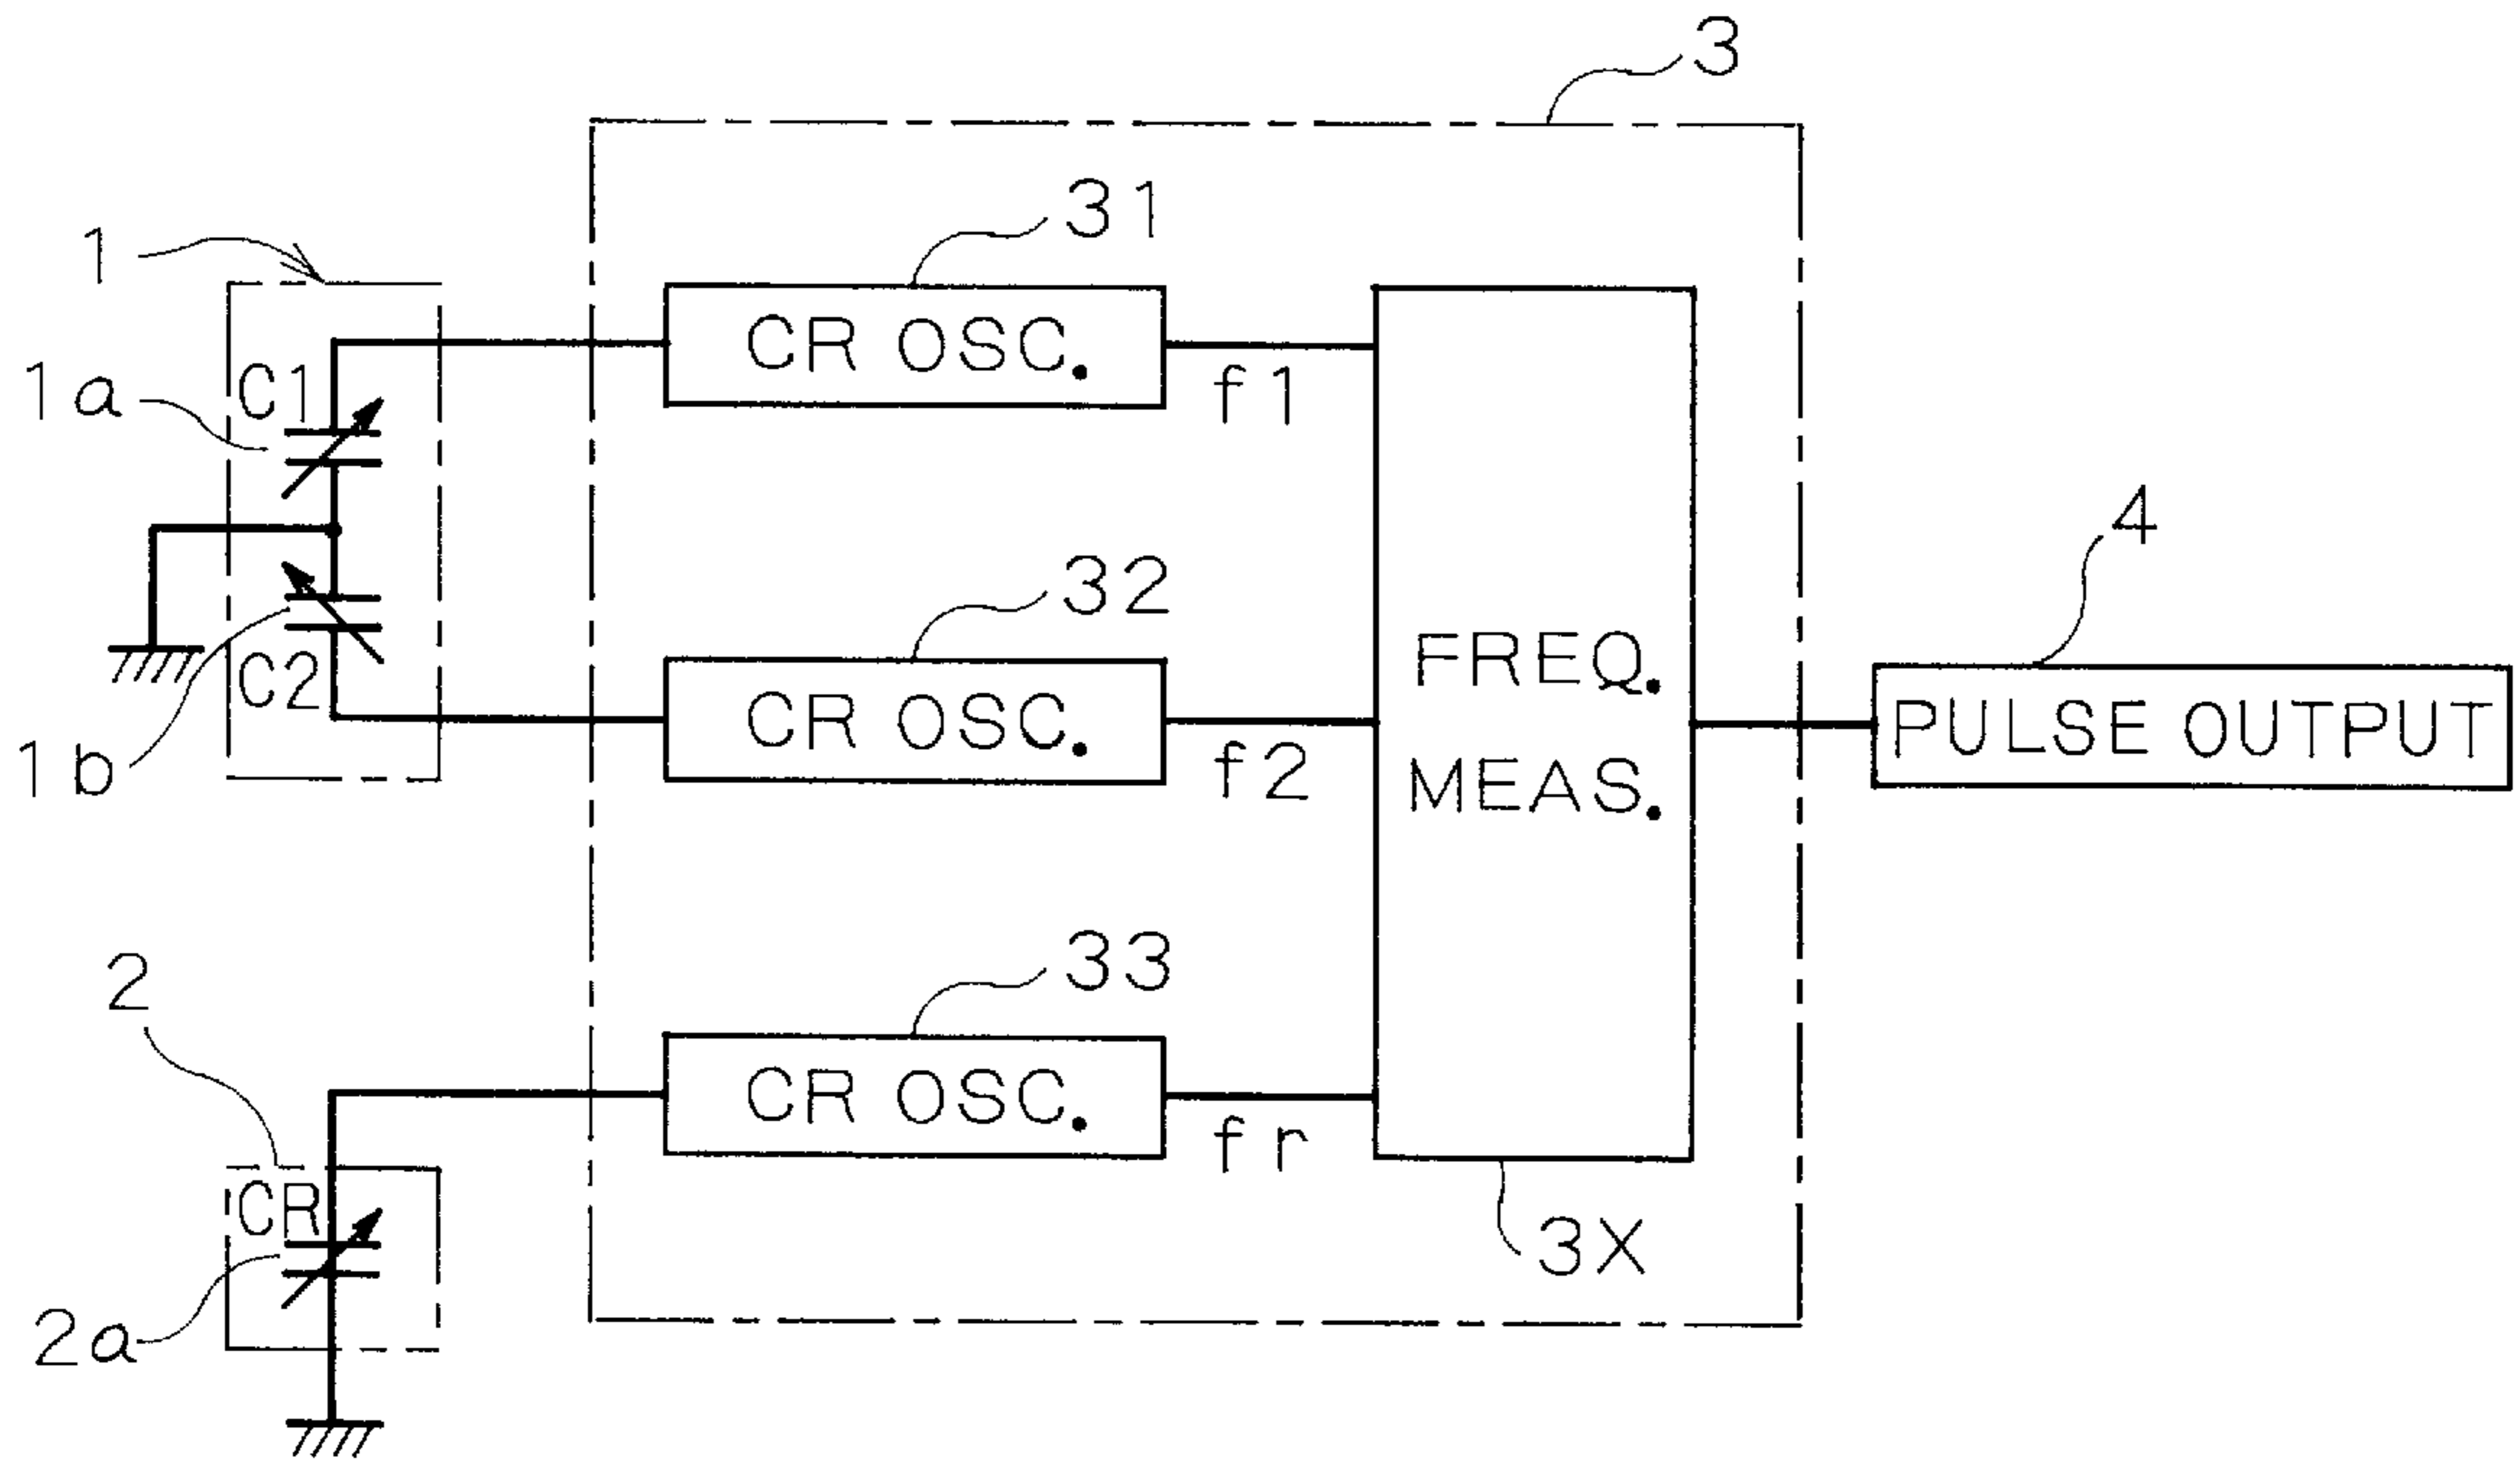 3
31
1
CR OSC.
C1
1a
f1
4
32
FREQ.
C2
CR OSC.
PULSE OUTPUT
1b
f2
MEAS.
33
2
CR OSC.
fr
CR
3X
2a